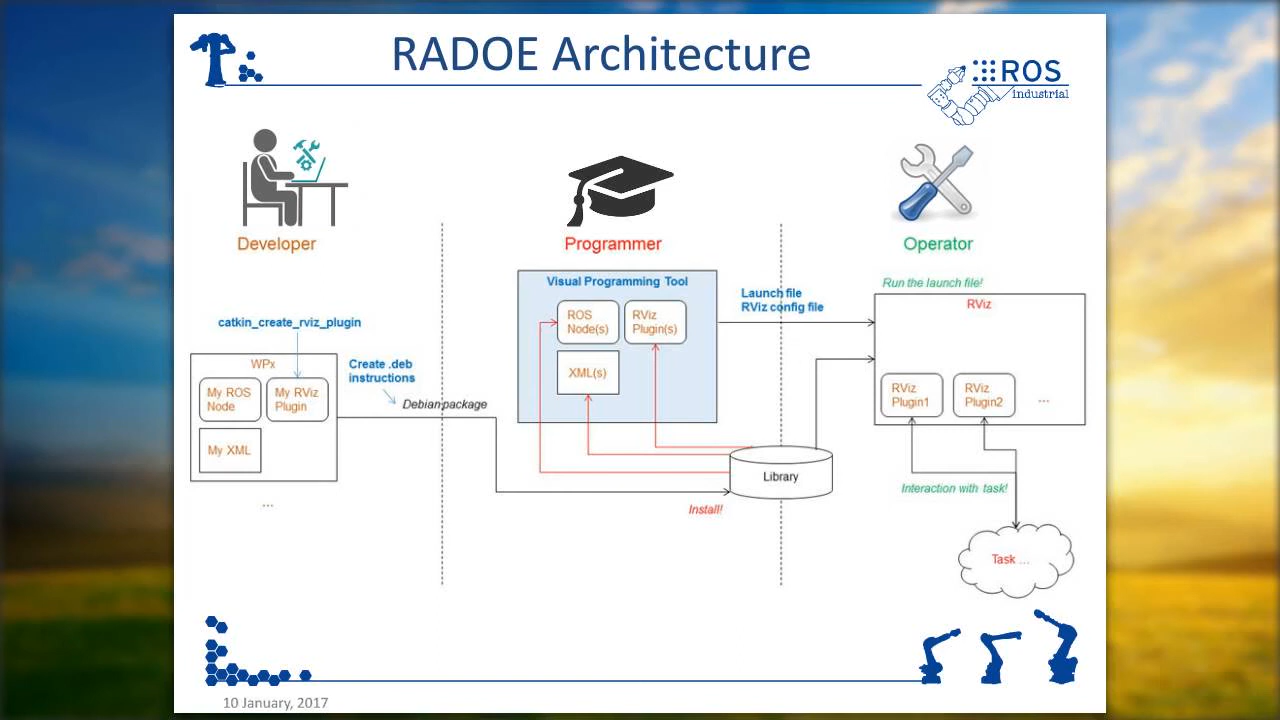 RADOE Architecture
ROS
industrial
Developer
Programmer
Operator
catkin_create_rviz_plugin
WPx
My ROS
Node
My RViz
Plugin
My XML
...
Create .deb
instructions
Debian package
Visual Programming Tool
ROS
Node(s)
RViz
Plugin(s)
XML(s)
Launch file
RViz config file
Library
Install!
Run the launch file!
RViz
RViz
Plugin1
RViz
Plugin2
...
Interaction with task!
Task ...
10 January, 2017